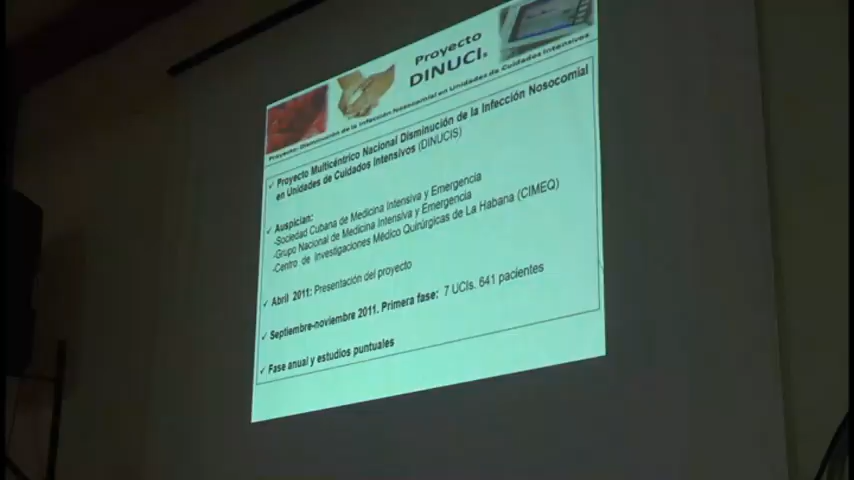 Proyecto
DINUCIs
Proyecto: Disminución de la Infección Nosocomial en Unidades de Cuidados Intensivos
✓ Proyecto Multicéntrico Nacional Disminución de la Infección Nosocomial
en Unidades de Cuidados Intensivos (DINUCIS)
✓ Auspician:
-Sociedad Cubana de Medicina Intensiva y Emergencia
-Grupo Nacional de Medicina Intensiva y Emergencia
-Centro de Investigaciones Médico Quirúrgicas de La Habana (CIMEQ)
✓ Abril 2011: Presentación del proyecto
✓ Septiembre-noviembre 2011. Primera fase: 7 UCIs. 641 pacientes
✓ Fase anual y estudios puntuales